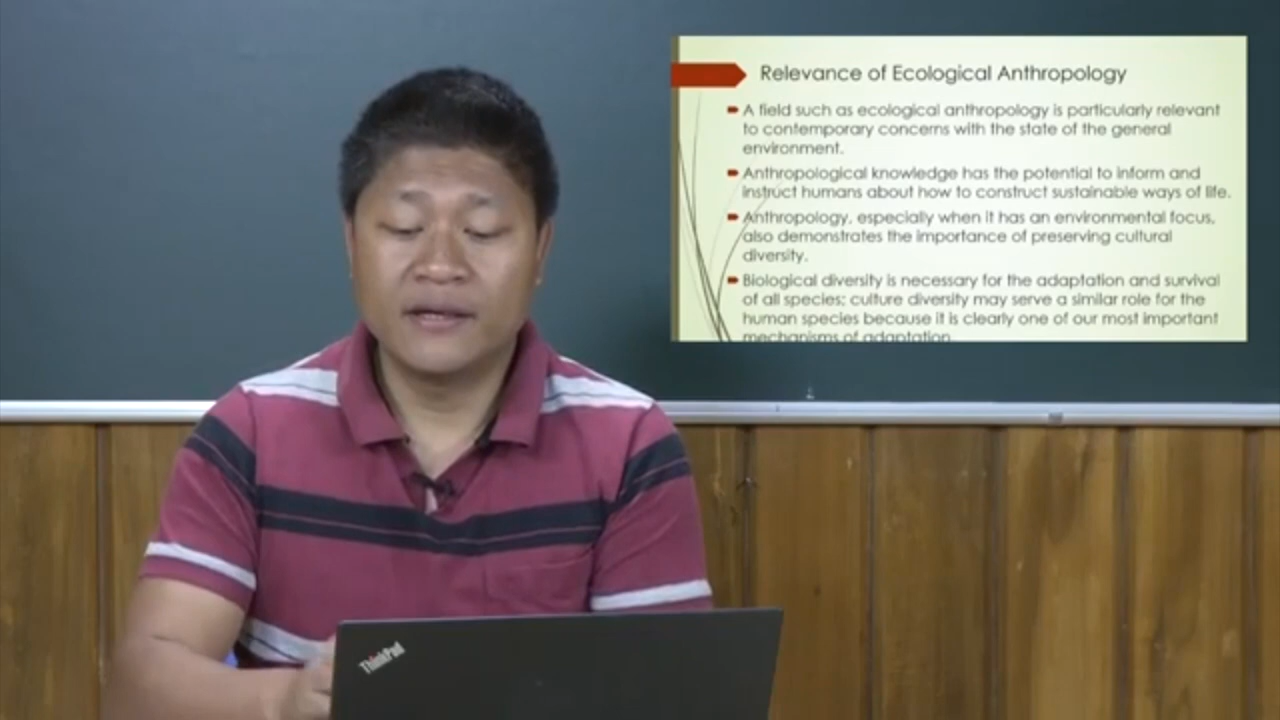 Relevance of Ecological Anthropology
A field such as ecological anthropology is particularly relevant
to contemporary concerns with the state of the general
environment.
Anthropological knowledge has the potential to inform and
instruct humans about how to construct sustainable ways of life.
Anthropology, especially when it has an environmental focus,
also demonstrates the importance of preserving cultural
diversity.
Biological diversity is necessary for the adaptation and survival
of all species; culture diversity may serve a similar role for the
human species because it is clearly one of our most important
mechanisms of adaptation.
ThinkPad